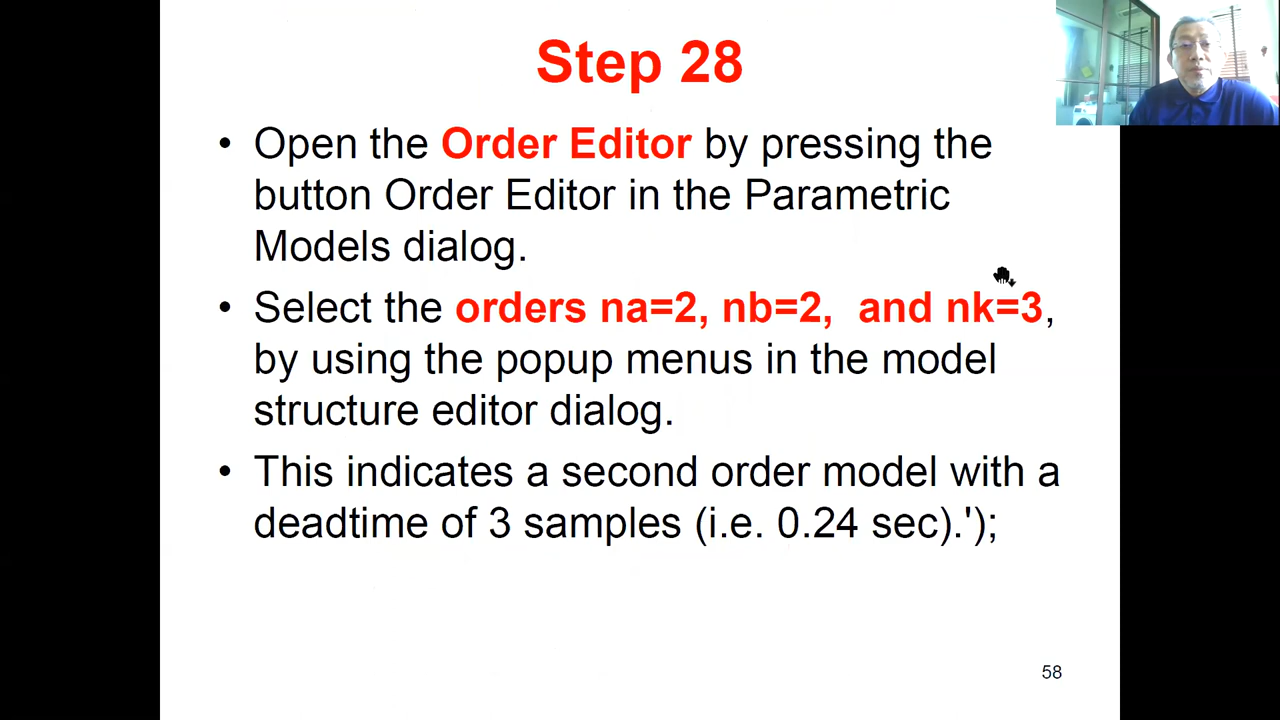 Step 28
• Open the Order Editor by pressing the
button Order Editor in the Parametric
Models dialog.
• Select the orders na=2, nb=2,  and nk=3,
by using the popup menus in the model
structure editor dialog.
• This indicates a second order model with a
deadtime of 3 samples (i.e. 0.24 sec).');
58